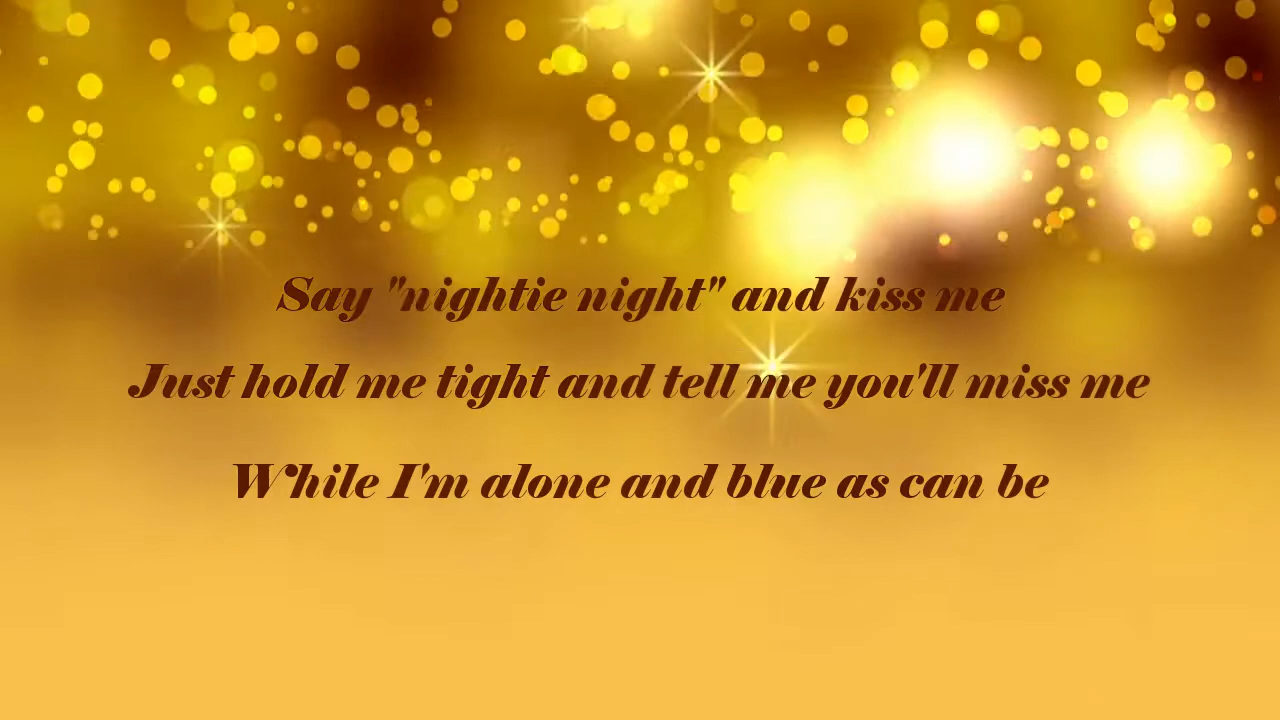 Say "nightie night" and kiss me
Just hold me tight and tell me you'll miss me
While I'm alone and blue as can be